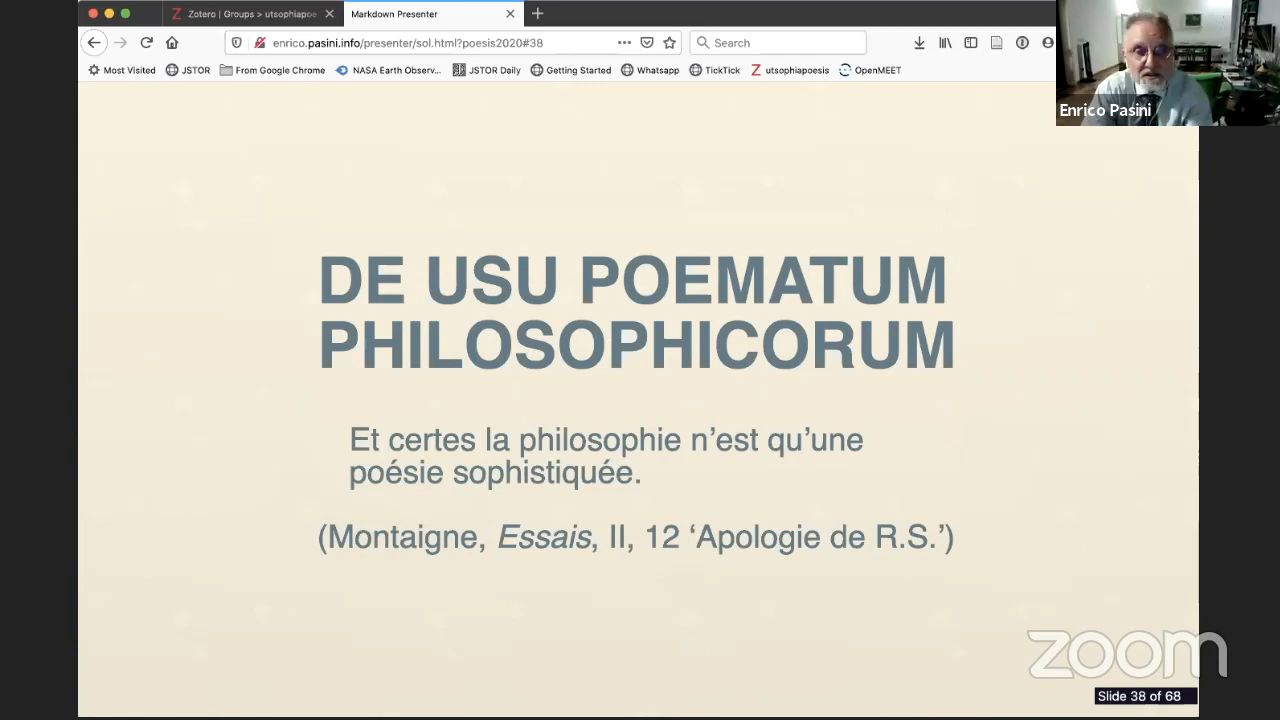 Zotero | Groups > utsophiapoe
Markdown Presenter
enrico.pasini.info/presenter/sol.html?poesis2020#38
Search
Most Visited
JSTOR
From Google Chrome
NASA Earth Observ...
JSTOR Daily
Getting Started
Whatsapp
TickTick
utsophiapoesis
OpenMEET
Enrico Pasini
DE USU POEMATUM
PHILOSOPHICORUM
Et certes la philosophie n’est qu’une
poésie sophistiquée.
(Montaigne, Essais, II, 12 ‘Apologie de R.S.’)
zoom
Slide 38 of 68